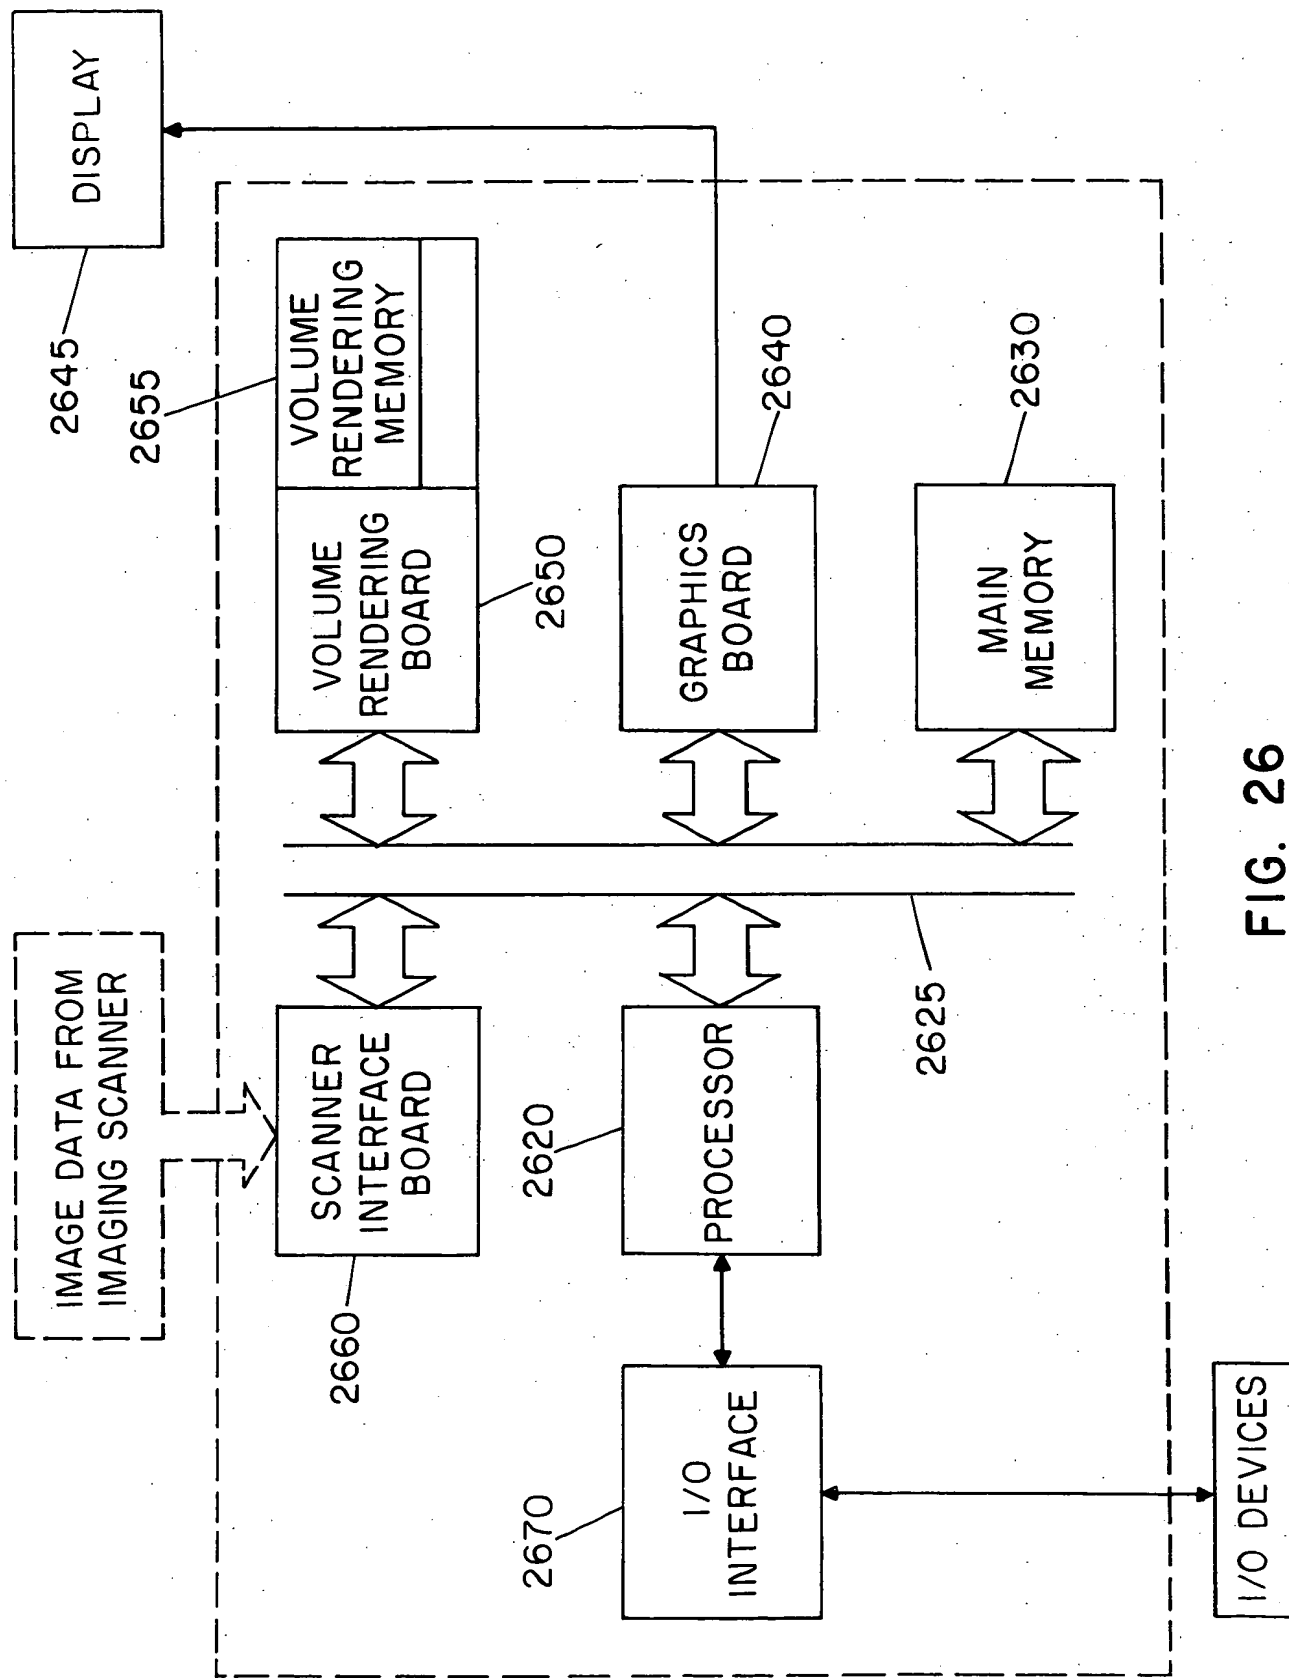 IMAGE DATA FROM
IMAGING SCANNER
2645
DISPLAY
2660
SCANNER
INTERFACE
BOARD
2655
VOLUME
RENDERING
BOARD
VOLUME
RENDERING
MEMORY
2650
2670
I/O
INTERFACE
2620
PROCESSOR
GRAPHICS
BOARD
2640
2625
MAIN
MEMORY
2630
I/O DEVICES
FIG. 26